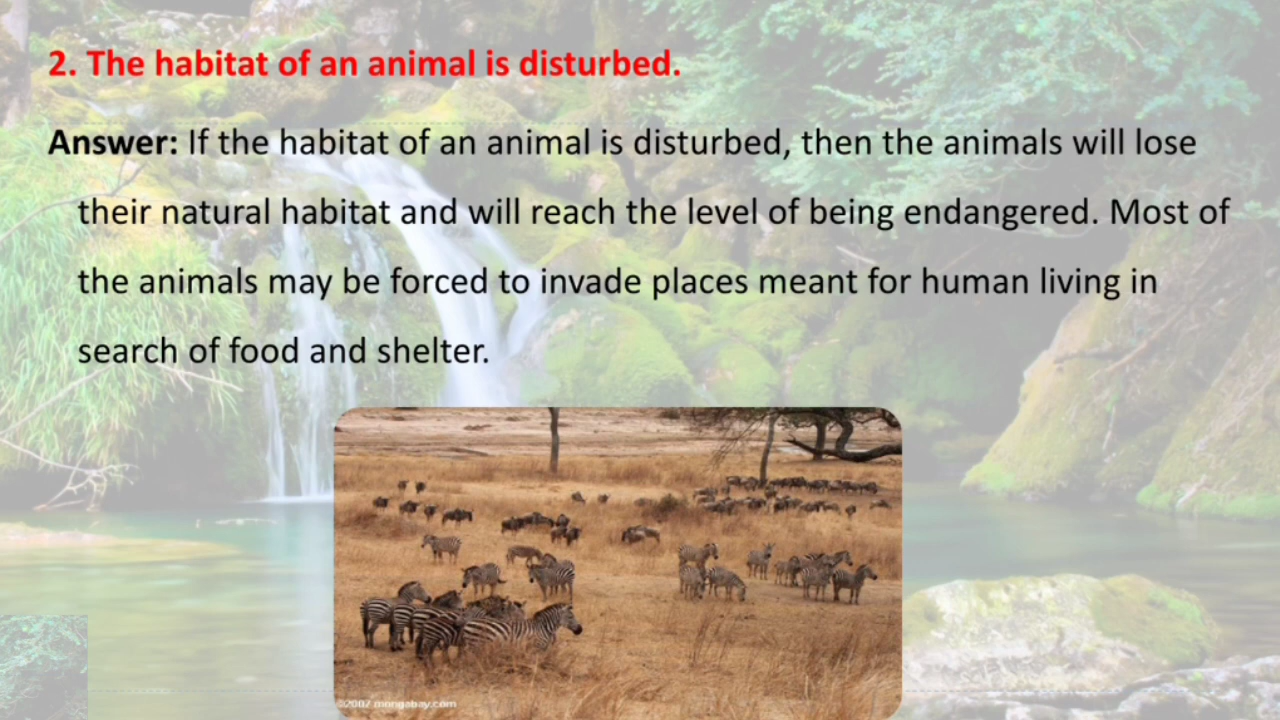 2. The habitat of an animal is disturbed.
Answer: If the habitat of an animal is disturbed, then the animals will lose
their natural habitat and will reach the level of being endangered. Most of
the animals may be forced to invade places meant for human living in
search of food and shelter.
©2007 mongabay.com